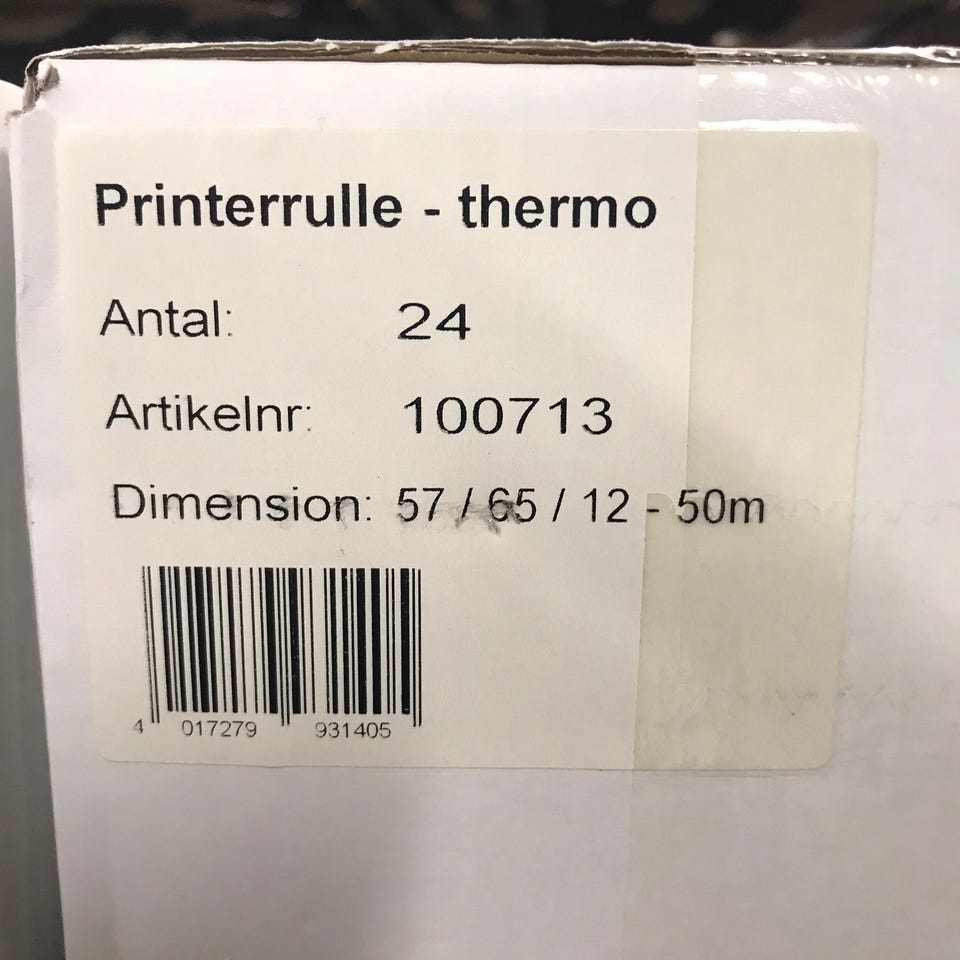 Printerrulle - thermo
Antal: 24
Artikelnr: 100713
Dimension: 57 / 65 / 12 - 50m
4 017279 931405